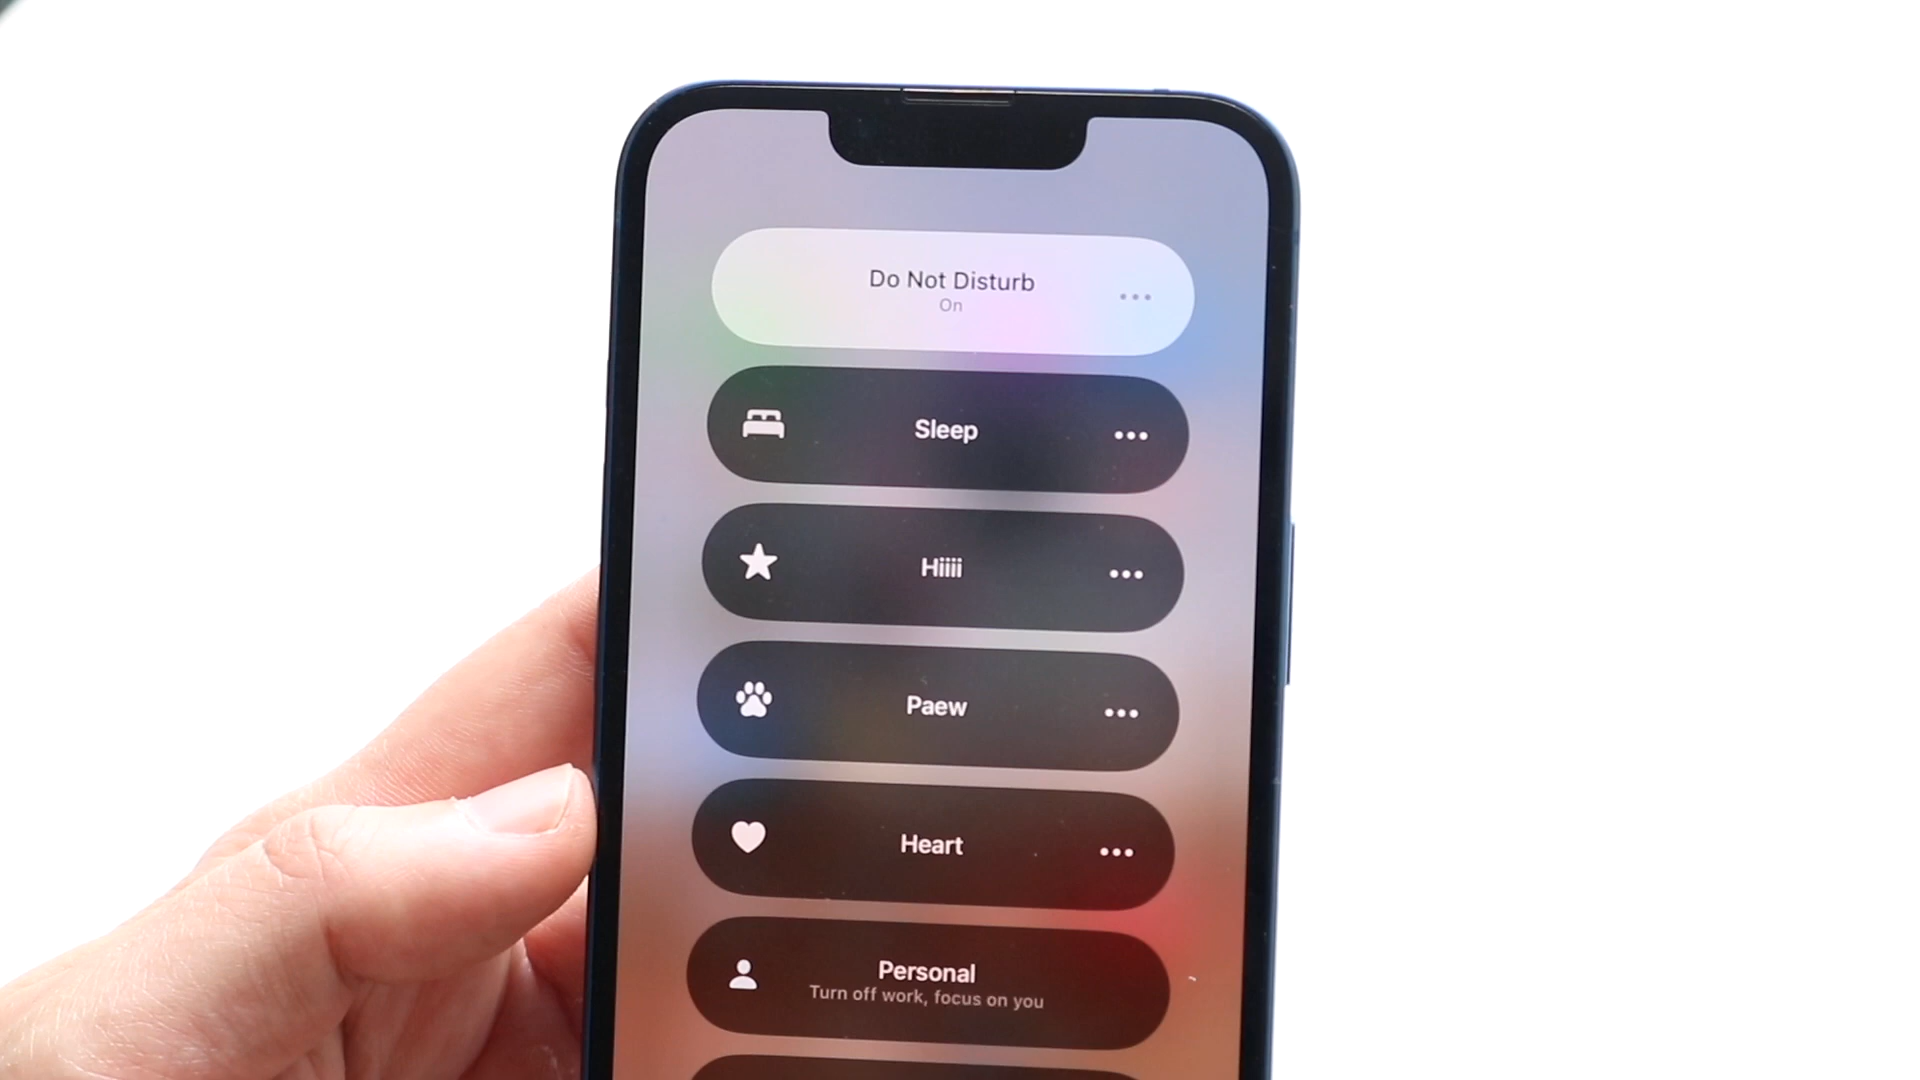 Do Not Disturb
On
Sleep
Hiiii
Paew
Heart
Personal
Turn off work, focus on you